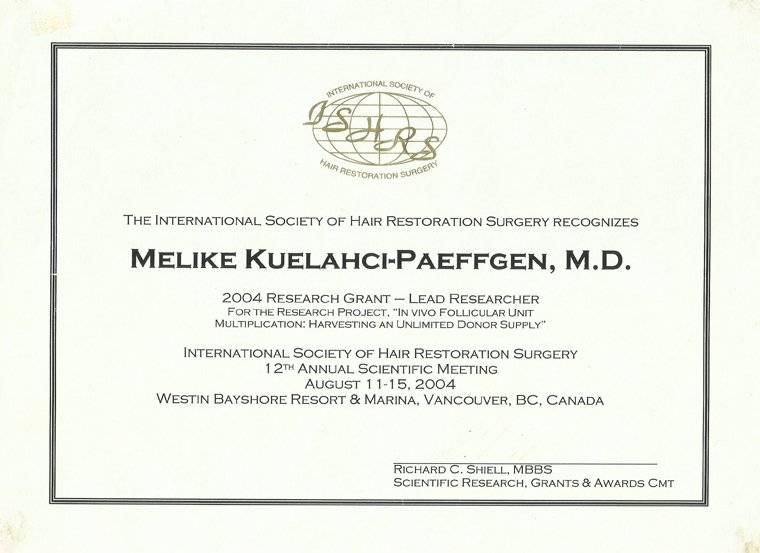 INTERNATIONAL SOCIETY OF
ISHRS
HAIR RESTORATION SURGERY
THE INTERNATIONAL SOCIETY OF HAIR RESTORATION SURGERY RECOGNIZES
MELIKE KUELAHCI-PAEFFGEN, M.D.
2004 RESEARCH GRANT – LEAD RESEARCHER
FOR THE RESEARCH PROJECT, "IN VIVO FOLLICULAR UNIT
MULTIPLICATION: HARVESTING AN UNLIMITED DONOR SUPPLY"
INTERNATIONAL SOCIETY OF HAIR RESTORATION SURGERY
12TH ANNUAL SCIENTIFIC MEETING
AUGUST 11-15, 2004
WESTIN BAYSHORE RESORT & MARINA, VANCOUVER, BC, CANADA
RICHARD C. SHIELL, MBBS
SCIENTIFIC RESEARCH, GRANTS & AWARDS CMT